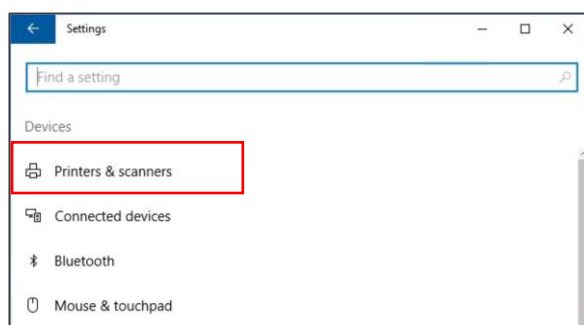 Settings
Find a setting
Devices
Printers & scanners
Connected devices
Bluetooth
Mouse & touchpad